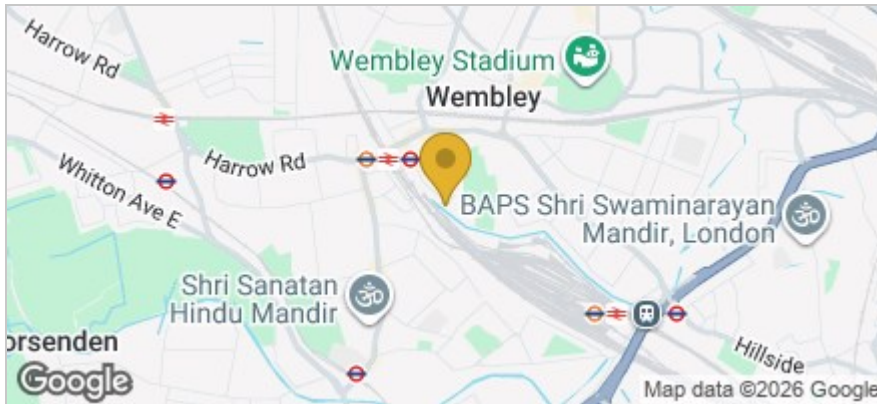 Harrow Rd
Wembley Stadium
Wembley
Harrow Rd
Whitton Ave E
BAPS Shri Swaminarayan
Mandir, London
Shri Sanatan
Hindu Mandir
orsenden
Hillside
Google
Map data ©2026 Google